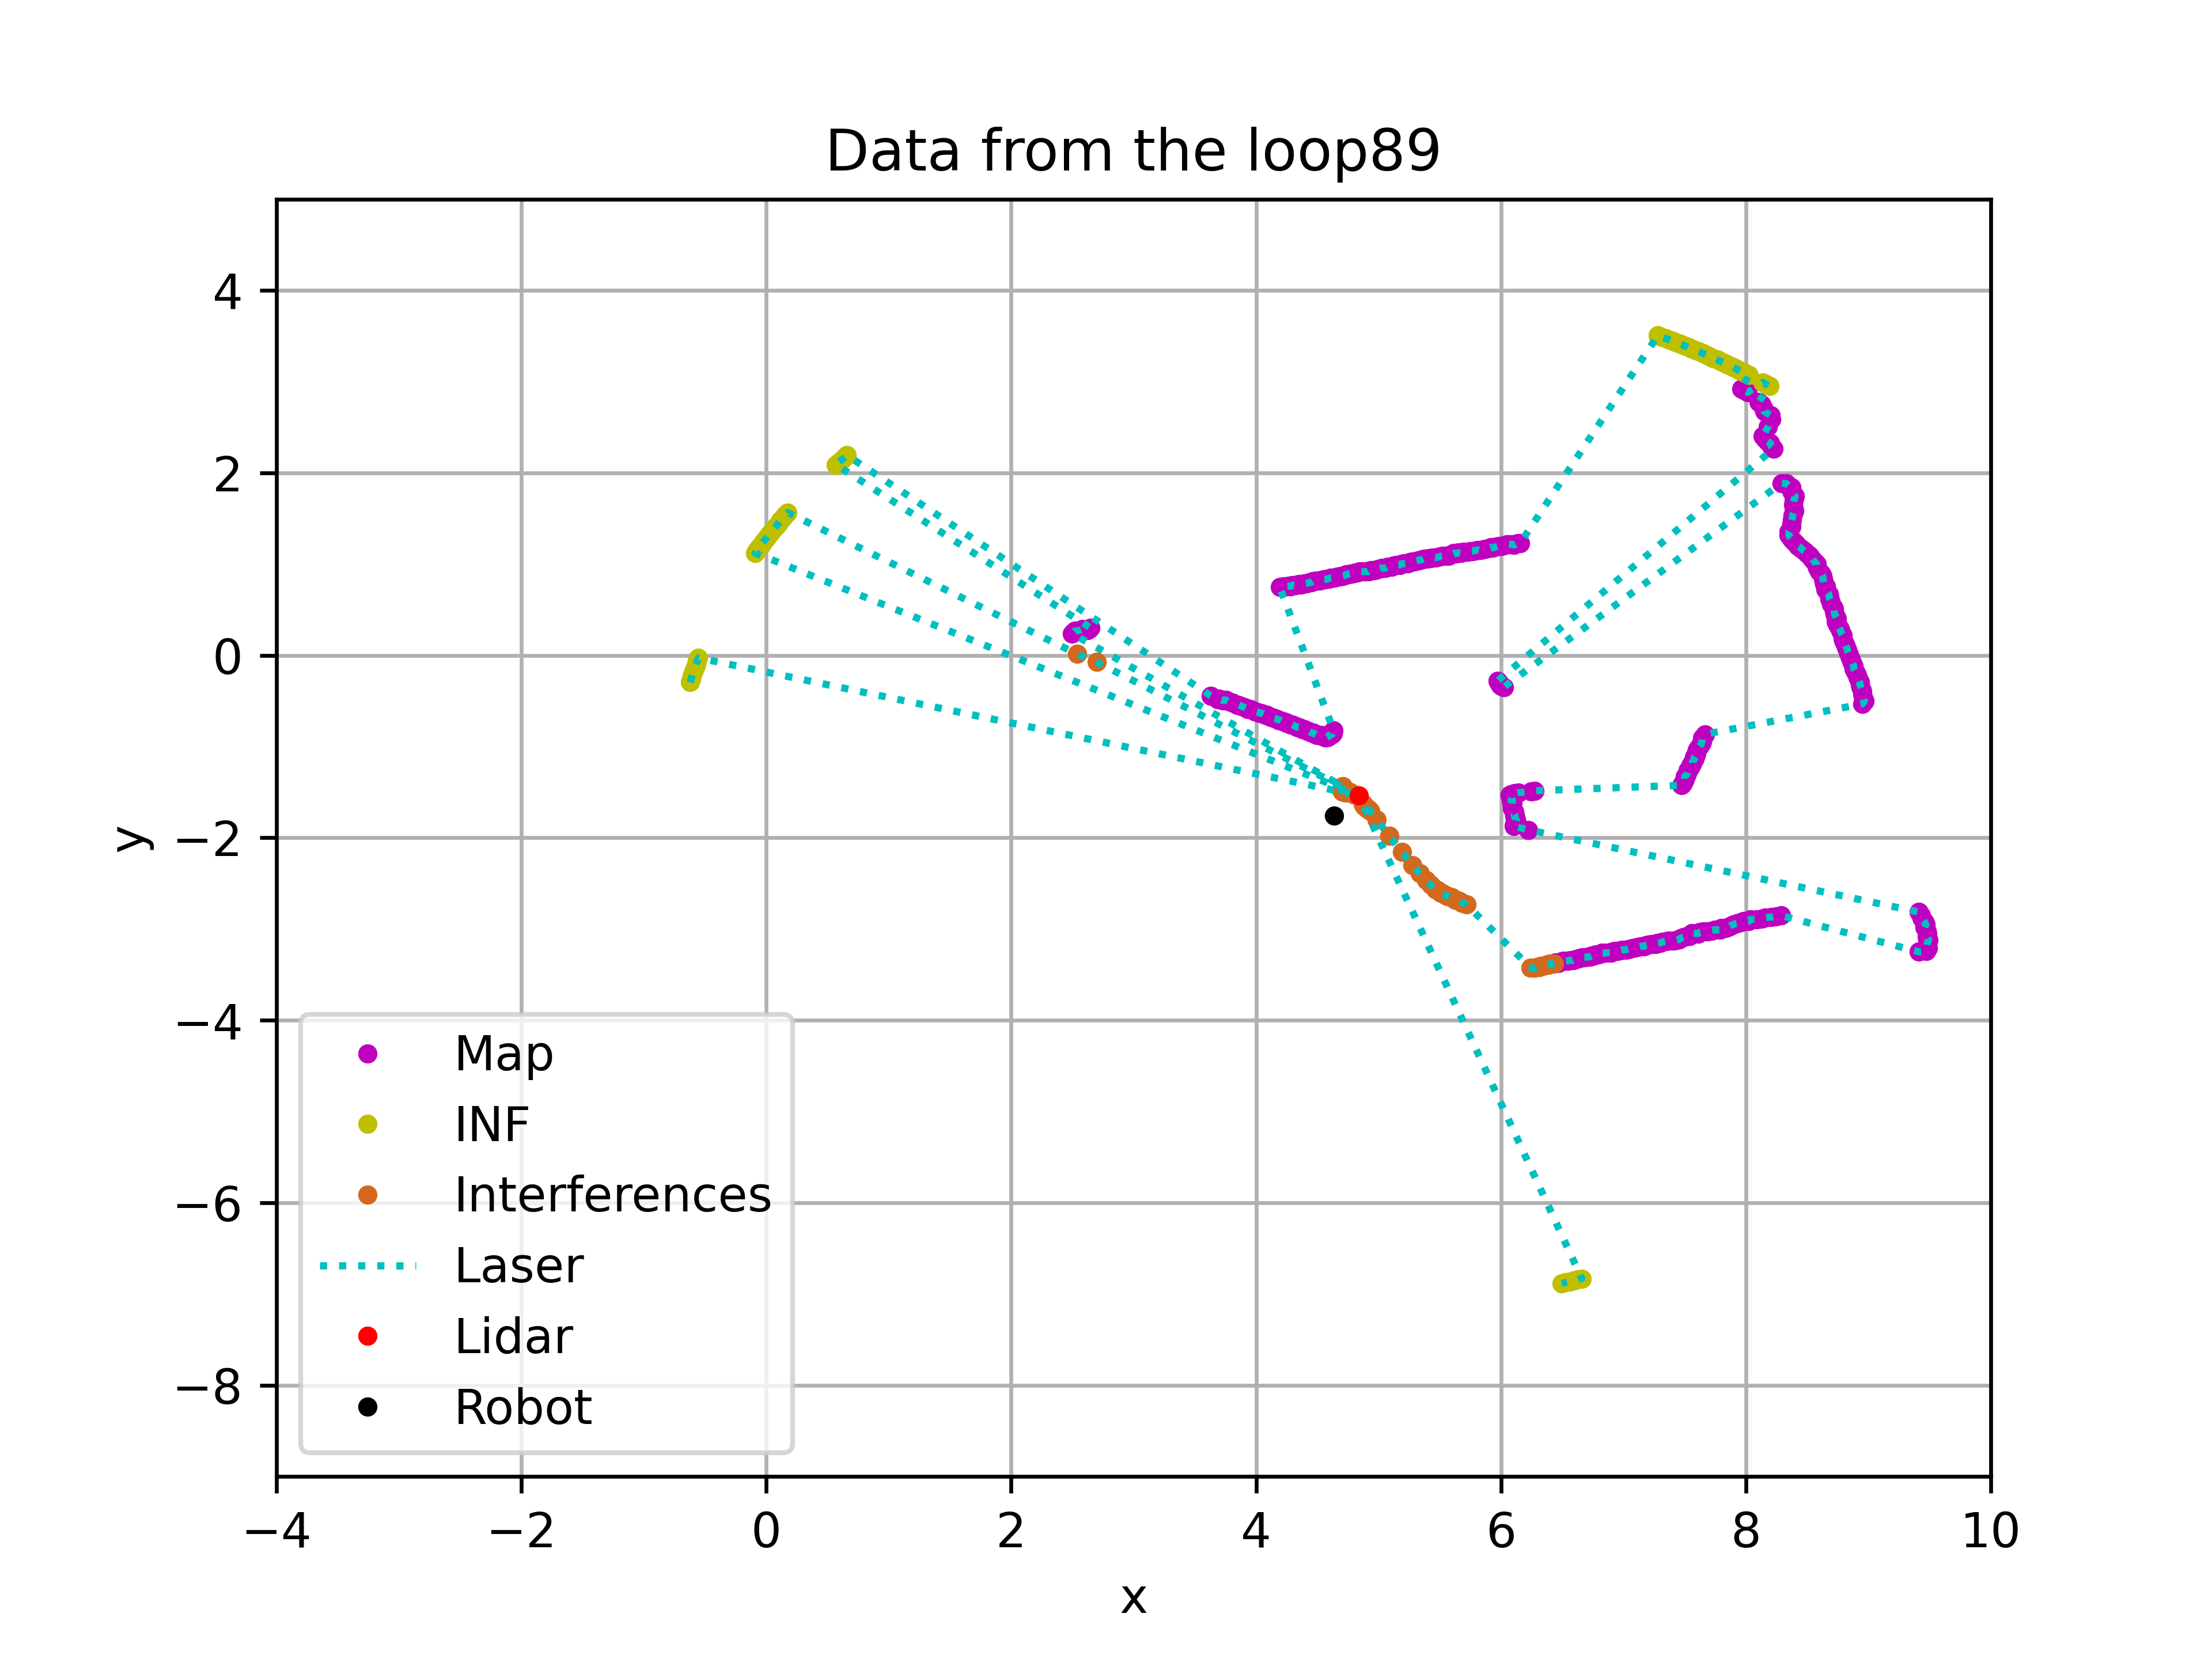 Data from the loop89
4
2
0
−2
−4
−6
−8
y
Map
INF
Interferences
Laser
Lidar
Robot
−4 −2 0 2 4 6 8 10
x